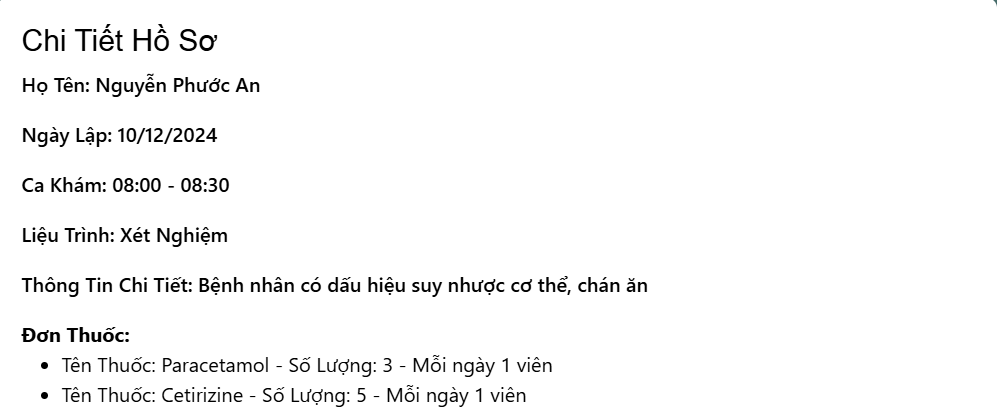 Chi Tiết Hồ Sơ
Họ Tên: Nguyễn Phước An
Ngày Lập: 10/12/2024
Ca Khám: 08:00 - 08:30
Liệu Trình: Xét Nghiệm
Thông Tin Chi Tiết: Bệnh nhân có dấu hiệu suy nhược cơ thể, chán ăn
Đơn Thuốc:
• Tên Thuốc: Paracetamol - Số Lượng: 3 - Mỗi ngày 1 viên
• Tên Thuốc: Cetirizine - Số Lượng: 5 - Mỗi ngày 1 viên